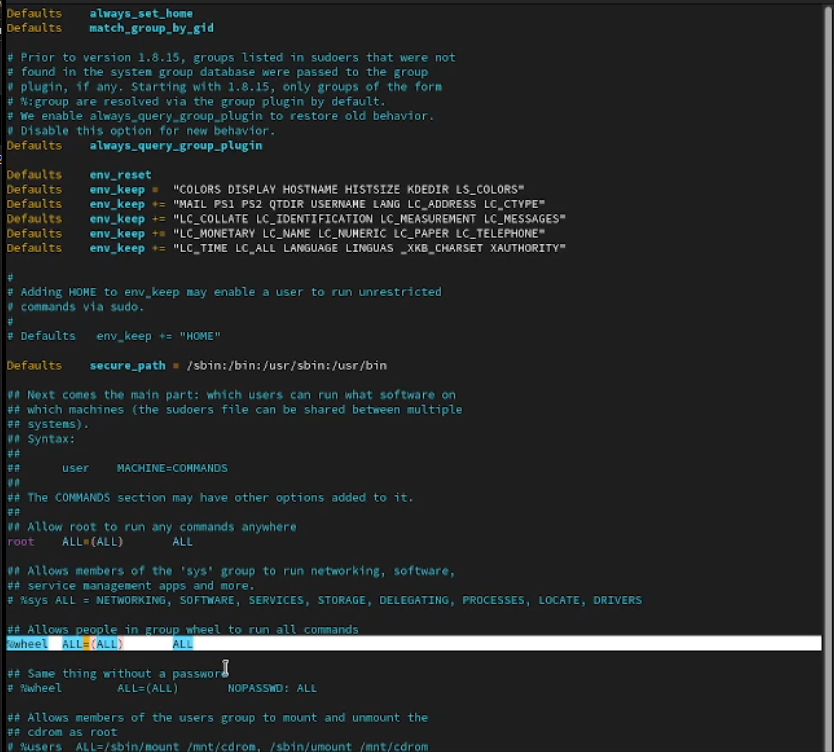 Defaults    always_set_home
Defaults    match_group_by_gid
# Prior to version 1.8.15, groups listed in sudoers that were not
# found in the system group database were passed to the group
# plugin, if any. Starting with 1.8.15, only groups of the form
# %:group are resolved via the group plugin by default.
# We enable always_query_group_plugin to restore old behavior.
# Disable this option for new behavior.
Defaults    always_query_group_plugin
Defaults    env_reset
Defaults    env_keep =  "COLORS DISPLAY HOSTNAME HISTSIZE KDEDIR LS_COLORS"
Defaults    env_keep += "MAIL PS1 PS2 QTDIR USERNAME LANG LC_ADDRESS LC_CTYPE"
Defaults    env_keep += "LC_COLLATE LC_IDENTIFICATION LC_MEASUREMENT LC_MESSAGES"
Defaults    env_keep += "LC_MONETARY LC_NAME LC_NUMERIC LC_PAPER LC_TELEPHONE"
Defaults    env_keep += "LC_TIME LC_ALL LANGUAGE LINGUAS _XKB_CHARSET XAUTHORITY"
#
# Adding HOME to env_keep may enable a user to run unrestricted
# commands via sudo.
#
# Defaults   env_keep += "HOME"
Defaults    secure_path = /sbin:/bin:/usr/sbin:/usr/bin
## Next comes the main part: which users can run what software on
## which machines (the sudoers file can be shared between multiple
## systems).
## Syntax:
##
##      user    MACHINE=COMMANDS
##
## The COMMANDS section may have other options added to it.
##
## Allow root to run any commands anywhere
root    ALL=(ALL)       ALL
## Allows members of the 'sys' group to run networking, software,
## service management apps and more.
# %sys ALL = NETWORKING, SOFTWARE, SERVICES, STORAGE, DELEGATING, PROCESSES, LOCATE, DRIVERS
## Allows people in group wheel to run all commands
%wheel  ALL=(ALL)       ALL
## Same thing without a password
# %wheel        ALL=(ALL)       NOPASSWD: ALL
## Allows members of the users group to mount and unmount the
## cdrom as root
# %users  ALL=/sbin/mount /mnt/cdrom, /sbin/umount /mnt/cdrom